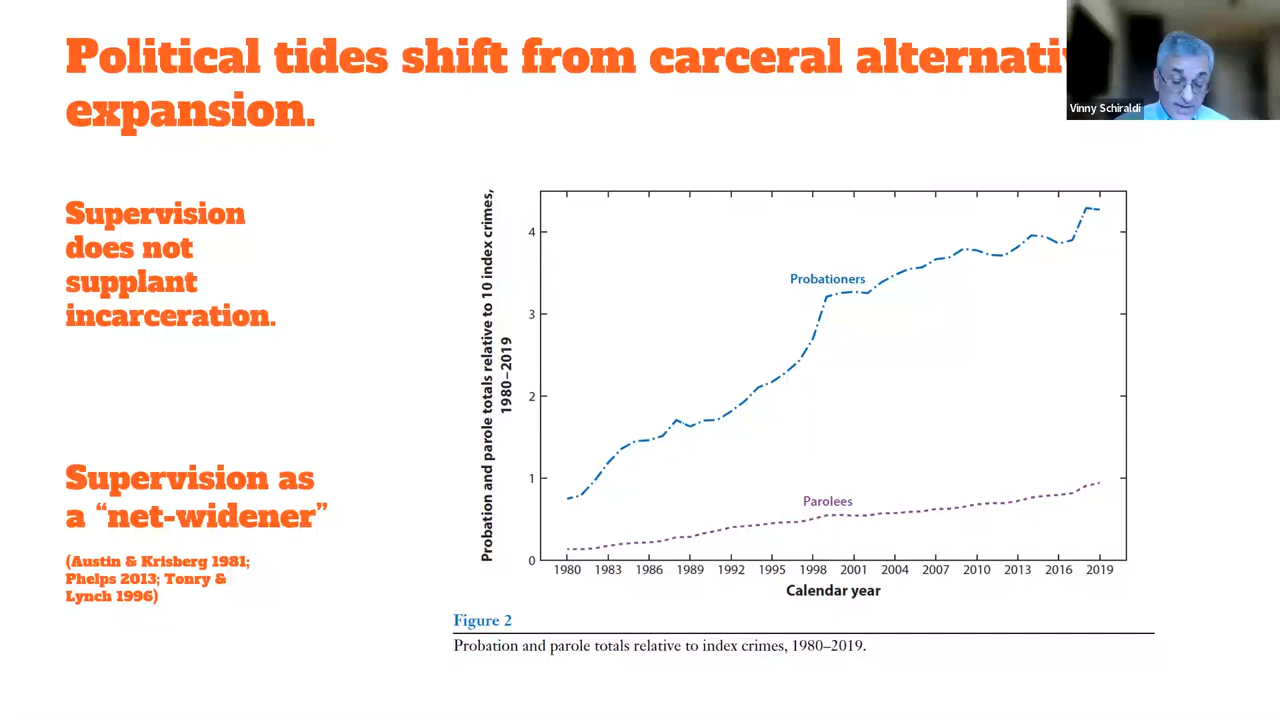 Political tides shift from carceral
expansion.
Vinny Schiraldi
Supervision
does not
supplant
incarceration.
Supervision as
a “net-widener”
(Austin & Krisberg 1981;
Phelps 2013; Tonry &
Lynch 1996)
Probation and parole totals relative to 10 index crimes,
1980–2019
4
3
2
1
0
Probationers
Parolees
1980 1983 1986 1989 1992 1995 1998 2001 2004 2007 2010 2013 2016 2019
Calendar year
Figure 2
Probation and parole totals relative to index crimes, 1980–2019.